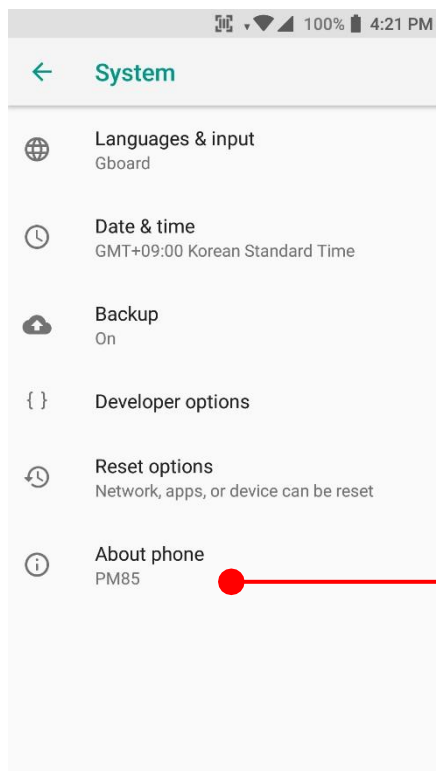 100% 4:21 PM
System
Languages & input
Gboard
Date & time
GMT+09:00 Korean Standard Time
Backup
On
{ } Developer options
Reset options
Network, apps, or device can be reset
About phone
PM85